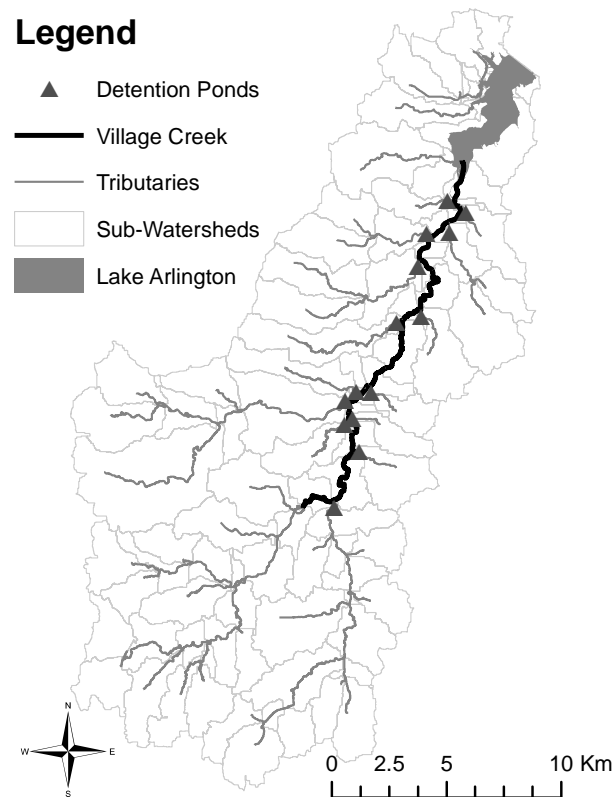 Legend
Detention Ponds
Village Creek
Tributaries
Sub-Watersheds
Lake Arlington
N
W E
S
0 2.5 5 10 Km